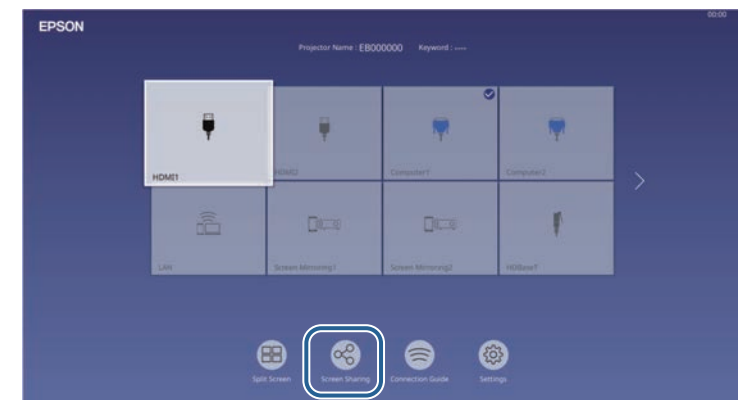 00:00
EPSON
Projector Name : EB000000 Keyword : ----
HDMI1 HDMI2 Computer1 Computer2
LAN Screen Mirroring1 Screen Mirroring2 HDBaseT
Split Screen Screen Sharing Connection Guide Settings